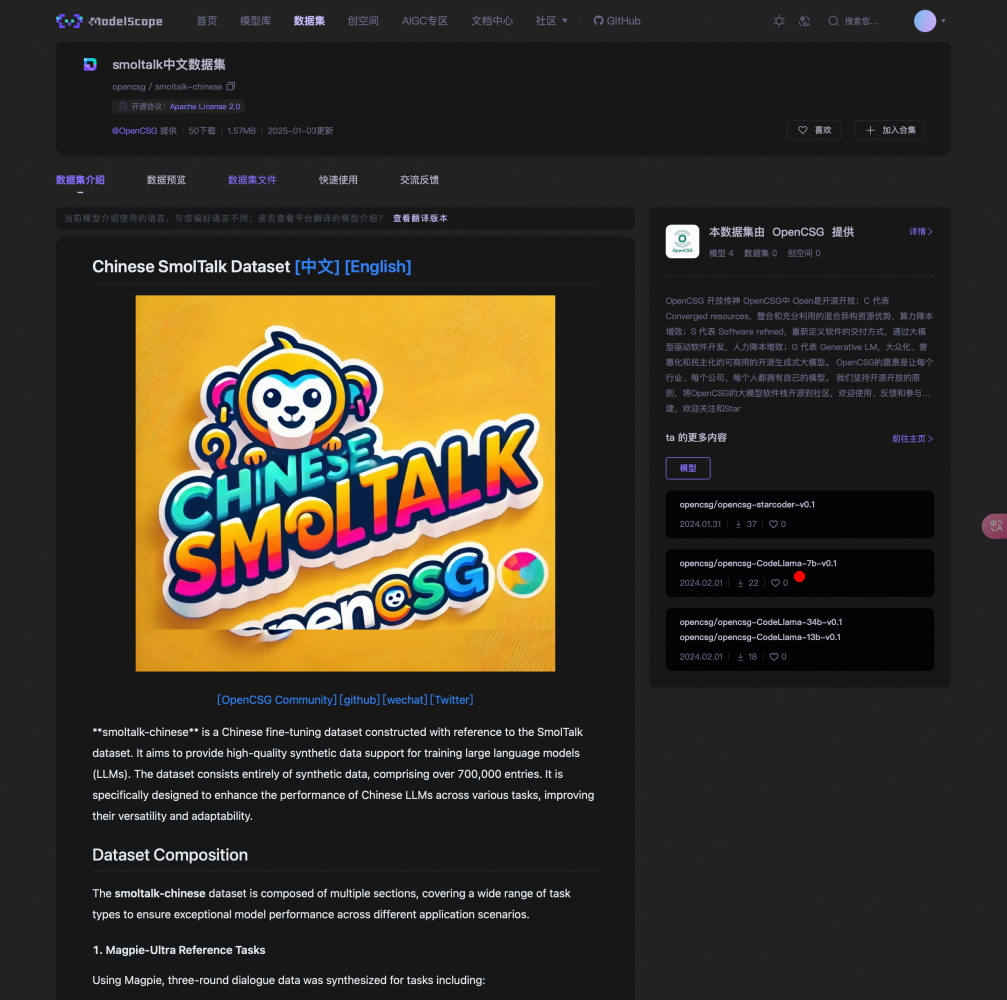 ModelScope
首页 模型库 数据集 创空间 AIGC专区 文档中心 社区 GitHub 搜索您...
smoltalk中文数据集
opencsg / smoltalk-chinese
开源协议：Apache License 2.0
@OpenCSG 提供 50下载 1.57MB 2025-01-03更新
喜欢 加入合集
数据集介绍 数据预览 数据集文件 快速使用 交流反馈
当前模型介绍使用的语言，与您偏好语言不同，是否查看平台翻译的模型介绍？ 查看翻译版本
Chinese SmolTalk Dataset [中文] [English]
CHINESE
SMOLTALK
OpenCSG
[OpenCSG Community] [github] [wechat] [Twitter]
**smoltalk-chinese** is a Chinese fine-tuning dataset constructed with reference to the SmolTalk
dataset. It aims to provide high-quality synthetic data support for training large language models
(LLMs). The dataset consists entirely of synthetic data, comprising over 700,000 entries. It is
specifically designed to enhance the performance of Chinese LLMs across various tasks, improving
their versatility and adaptability.
Dataset Composition
The smoltalk-chinese dataset is composed of multiple sections, covering a wide range of task
types to ensure exceptional model performance across different application scenarios.
1. Magpie-Ultra Reference Tasks
Using Magpie, three-round dialogue data was synthesized for tasks including:
OpenCSG
本数据集由 OpenCSG 提供 详情
模型 4 数据集 0 创空间 0
OpenCSG 开放传神 OpenCSG中 Open是开源开放；C 代表
Converged resources，整合和充分利用的混合异构资源优势，算力降本
增效；S 代表 Software refined，重新定义软件的交付方式，通过大模
型驱动软件开发，人力降本增效；G 代表 Generative LM，大众化、普
惠化和民主化的可商用的开源生成式大模型。 OpenCSG的愿景是让每个
行业、每个公司、每个人都拥有自己的模型。 我们坚持开源开放的原
则，将OpenCSG的大模型软件栈开源到社区，欢迎使用、反馈和参与...
建，欢迎关注和Star
ta 的更多内容 前往主页
模型
opencsg/opencsg-starcoder-v0.1
2024.01.31 37 0
opencsg/opencsg-CodeLlama-7b-v0.1
2024.02.01 22 0
opencsg/opencsg-CodeLlama-34b-v0.1
opencsg/opencsg-CodeLlama-13b-v0.1
2024.02.01 18 0